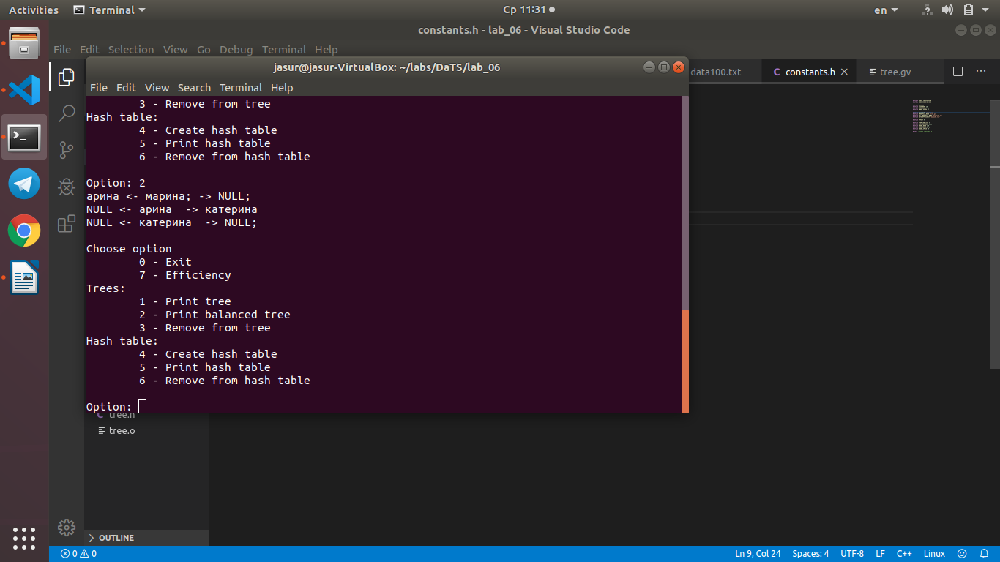 Activities Terminal Ср 11:31 en
constants.h - lab_06 - Visual Studio Code
File Edit Selection View Go Debug Terminal Help
data100.txt constants.h tree.gv
jasur@jasur-VirtualBox: ~/labs/DaTS/lab_06
File Edit View Search Terminal Help
3 - Remove from tree
Hash table:
4 - Create hash table
5 - Print hash table
6 - Remove from hash table
Option: 2
арина <- марина; -> NULL;
NULL <- арина -> катерина
NULL <- катерина -> NULL;
Choose option
0 - Exit
7 - Efficiency
Trees:
1 - Print tree
2 - Print balanced tree
3 - Remove from tree
Hash table:
4 - Create hash table
5 - Print hash table
6 - Remove from hash table
Option:
tree.h
tree.o
OUTLINE
0 0 Ln 9, Col 24 Spaces: 4 UTF-8 LF C++ Linux